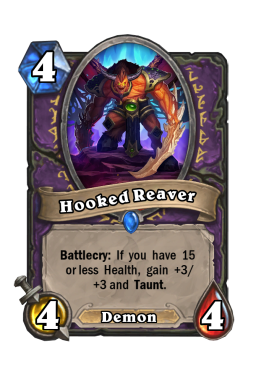 4
Hooked Reaver
Battlecry: If you have 15
or less Health, gain +3/
+3 and Taunt.
4
Demon
4